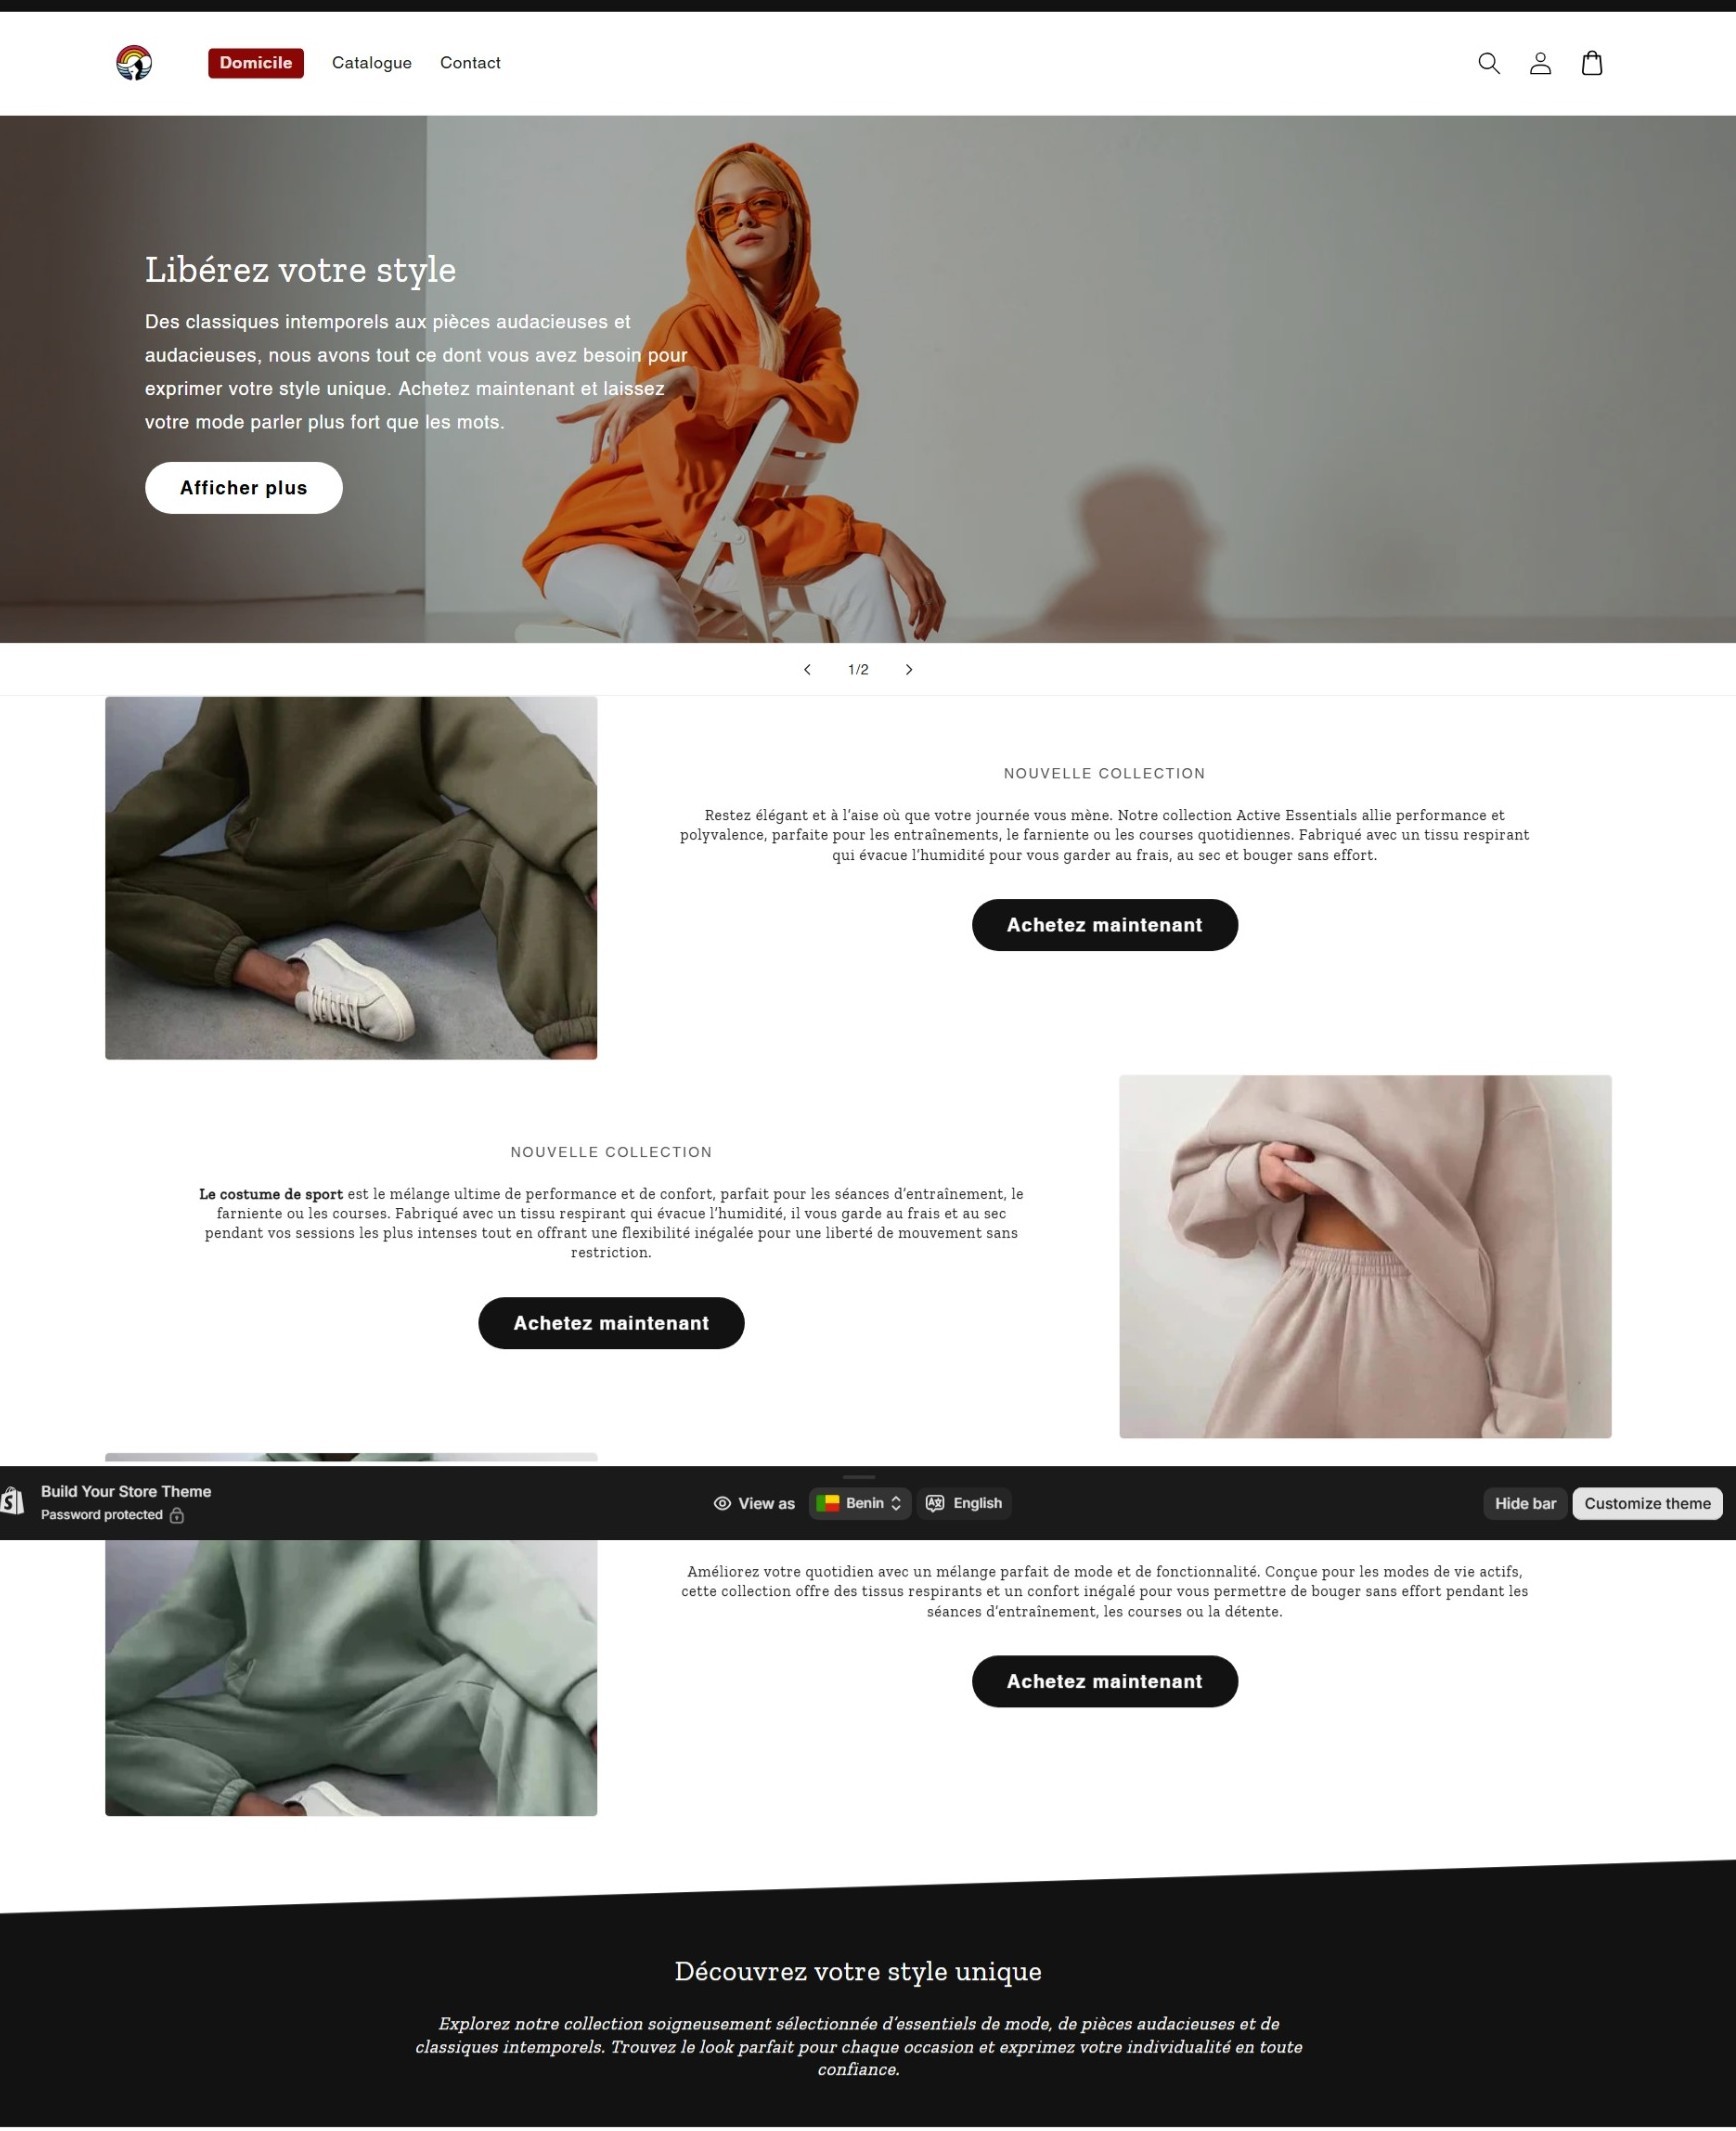 Domicile
Catalogue
Contact
Libérez votre style
Des classiques intemporels aux pièces audacieuses et
audacieuses, nous avons tout ce dont vous avez besoin pour
exprimer votre style unique. Achetez maintenant et laissez
votre mode parler plus fort que les mots.
Afficher plus
1/2
NOUVELLE COLLECTION
Restez élégant et à l’aise où que votre journée vous mène. Notre collection Active Essentials allie performance et
polyvalence, parfaite pour les entraînements, le farniente ou les courses quotidiennes. Fabriqué avec un tissu respirant
qui évacue l’humidité pour vous garder au frais, au sec et bouger sans effort.
Achetez maintenant
NOUVELLE COLLECTION
Le costume de sport est le mélange ultime de performance et de confort, parfait pour les séances d’entraînement, le
farniente ou les courses. Fabriqué avec un tissu respirant qui évacue l’humidité, il vous garde au frais et au sec
pendant vos sessions les plus intenses tout en offrant une flexibilité inégalée pour une liberté de mouvement sans
restriction.
Achetez maintenant
Build Your Store Theme
Password protected
View as
Benin
English
Hide bar
Customize theme
Améliorez votre quotidien avec un mélange parfait de mode et de fonctionnalité. Conçue pour les modes de vie actifs,
cette collection offre des tissus respirants et un confort inégalé pour vous permettre de bouger sans effort pendant les
séances d’entraînement, les courses ou la détente.
Achetez maintenant
Découvrez votre style unique
Explorez notre collection soigneusement sélectionnée d’essentiels de mode, de pièces audacieuses et de
classiques intemporels. Trouvez le look parfait pour chaque occasion et exprimez votre individualité en toute
confiance.